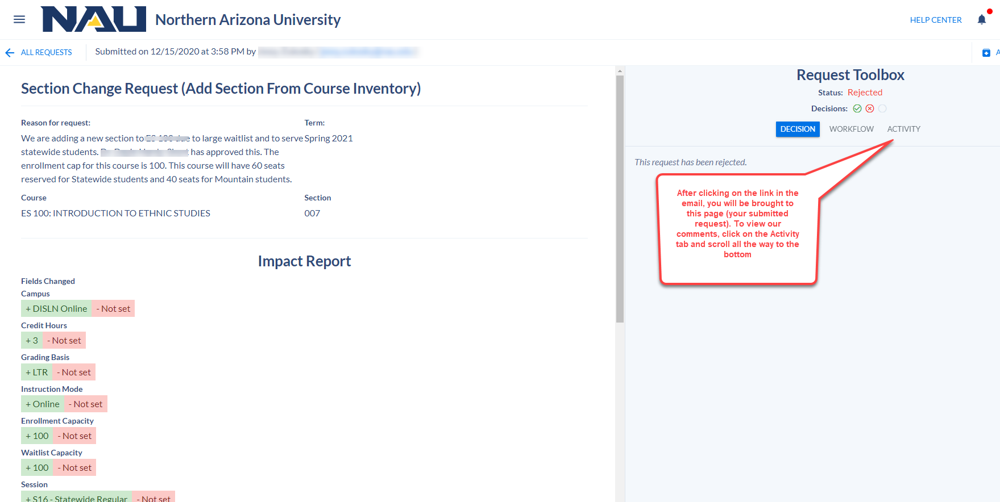 NAU Northern Arizona University
HELP CENTER
ALL REQUESTS
Submitted on 12/15/2020 at 3:58 PM by
A
Section Change Request (Add Section From Course Inventory)
Reason for request:
We are adding a new section to to large waitlist and to serve
statewide students. has approved this. The
enrollment cap for this course is 100. This course will have 60 seats
reserved for Statewide students and 40 seats for Mountain students.
Term:
Spring 2021
Course
ES 100: INTRODUCTION TO ETHNIC STUDIES
Section
007
Impact Report
Fields Changed
Campus
+ DISLN Online - Not set
Credit Hours
+ 3 - Not set
Grading Basis
+ LTR - Not set
Instruction Mode
+ Online - Not set
Enrollment Capacity
+ 100 - Not set
Waitlist Capacity
+ 100 - Not set
Session
+ S16 - Statewide Regular - Not set
Request Toolbox
Status: Rejected
Decisions:
DECISION WORKFLOW ACTIVITY
This request has been rejected.
After clicking on the link in the
email, you will be brought to
this page (your submitted
request). To view our
comments, click on the Activity
tab and scroll all the way to the
bottom